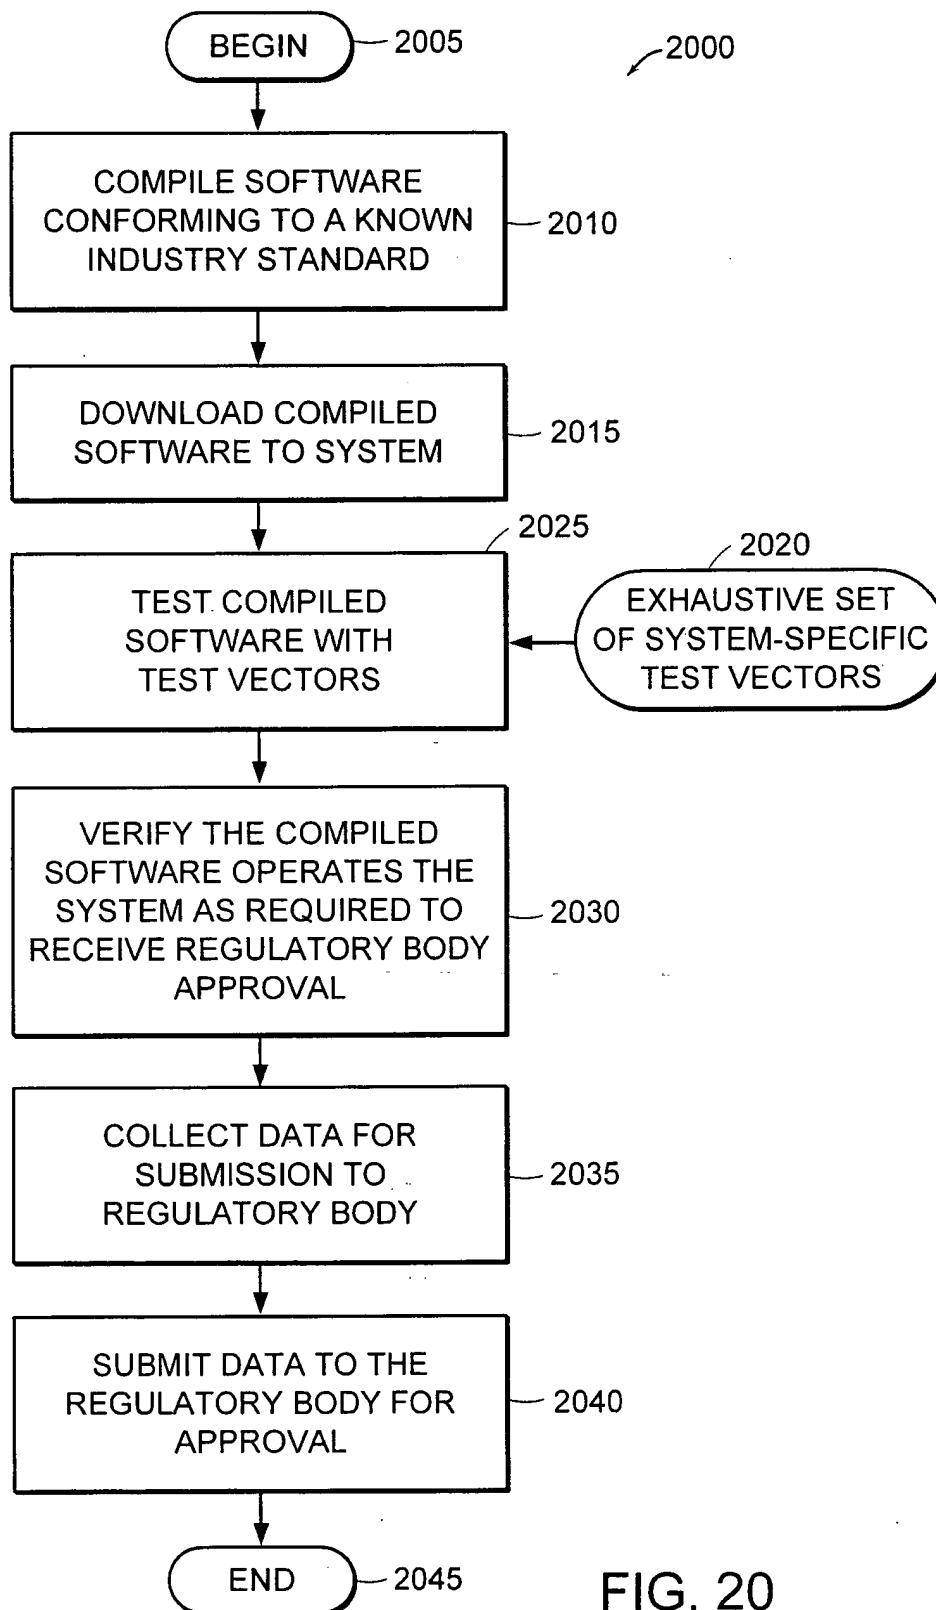 BEGIN
2005
2000
COMPILE SOFTWARE
CONFORMING TO A KNOWN
INDUSTRY STANDARD
2010
DOWNLOAD COMPILED
SOFTWARE TO SYSTEM
2015
2025
TEST COMPILED
SOFTWARE WITH
TEST VECTORS
2020
EXHAUSTIVE SET
OF SYSTEM-SPECIFIC
TEST VECTORS
VERIFY THE COMPILED
SOFTWARE OPERATES THE
SYSTEM AS REQUIRED TO
RECEIVE REGULATORY BODY
APPROVAL
2030
COLLECT DATA FOR
SUBMISSION TO
REGULATORY BODY
2035
SUBMIT DATA TO THE
REGULATORY BODY FOR
APPROVAL
2040
END
2045
FIG. 20